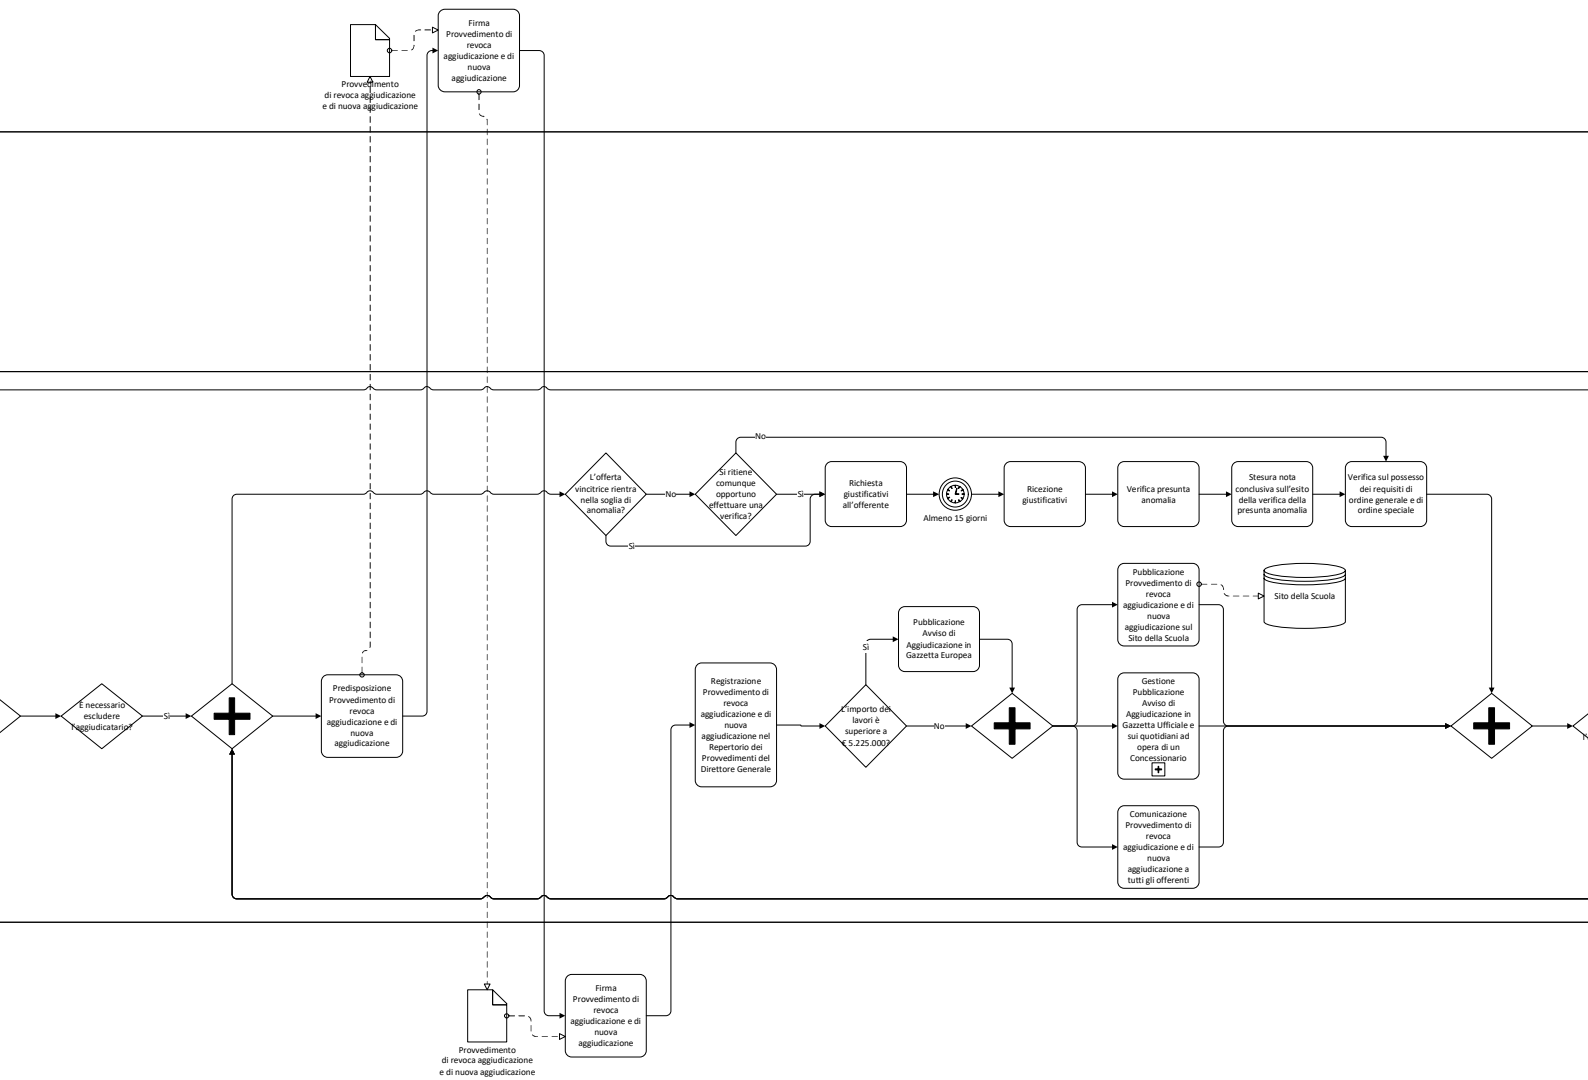 Firma
Provvedimento di
revoca
aggiudicazione e di
nuova
aggiudicazione
Provvedimento
di revoca aggiudicazione
e di nuova aggiudicazione
No
L'offerta
vincitrice rientra
nella soglia di
anomalia?
No
Si ritiene
comunque
opportuno
effettuare una
verifica?
Sì
Sì
Richiesta
giustificativi
all'offerente
Almeno 15 giorni
Ricezione
giustificativi
Verifica presunta
anomalia
Stesura nota
conclusiva sull'esito
della verifica della
presunta anomalia
Verifica sul possesso
dei requisiti di
ordine generale e di
ordine speciale
Pubblicazione
Provvedimento di
revoca
aggiudicazione e di
nuova
aggiudicazione sul
Sito della Scuola
Sito della Scuola
Pubblicazione
Avviso di
Aggiudicazione in
Gazzetta Europea
Sì
È necessario
escludere
l'aggiudicatario?
Sì
Predisposizione
Provvedimento di
revoca
aggiudicazione e di
nuova
aggiudicazione
Registrazione
Provvedimento di
revoca
aggiudicazione e di
nuova
aggiudicazione nel
Repertorio dei
Provvedimenti del
Direttore Generale
L'importo dei
lavori è
superiore a
€ 5.225.000?
No
Gestione
Pubblicazione
Avviso di
Aggiudicazione in
Gazzetta Ufficiale e
sui quotidiani ad
opera di un
Concessionario
Comunicazione
Provvedimento di
revoca
aggiudicazione e di
nuova
aggiudicazione a
tutti gli offerenti
Firma
Provvedimento di
revoca
aggiudicazione e di
nuova
aggiudicazione
Provvedimento
di revoca aggiudicazione
e di nuova aggiudicazione